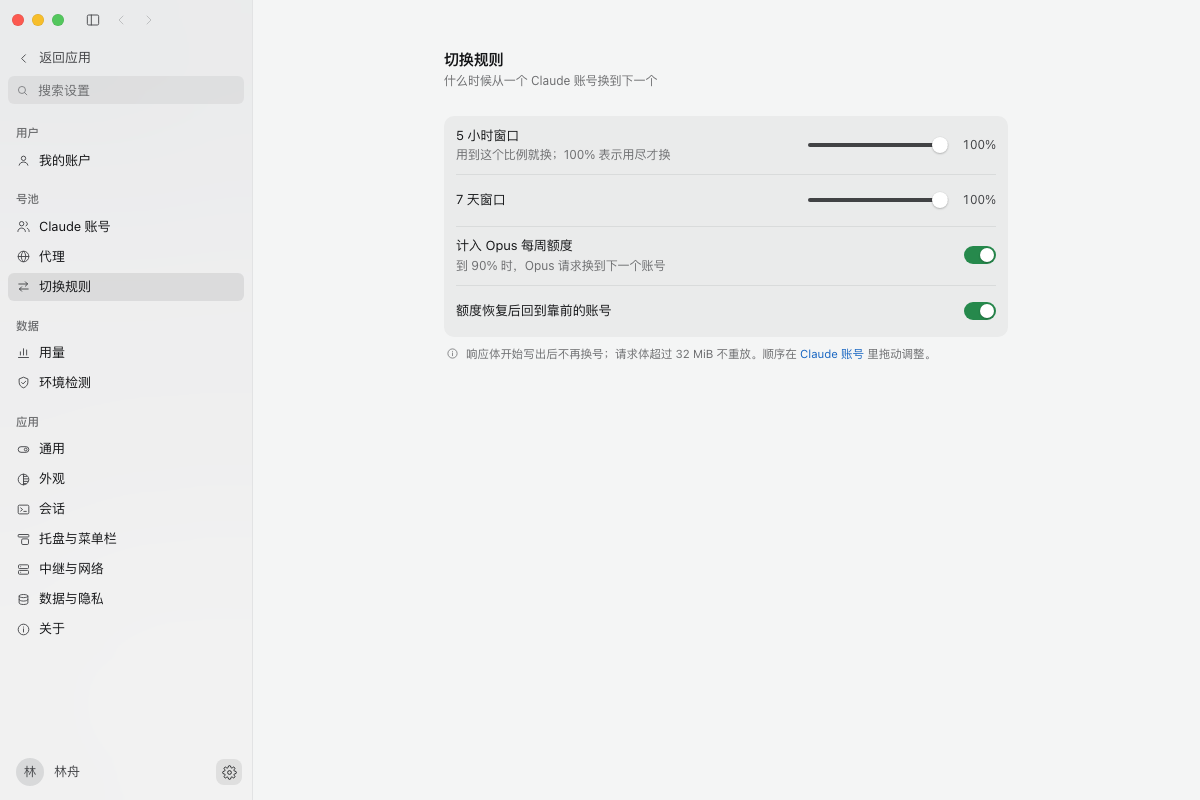 返回应用
搜索设置
用户
我的账户
号池
Claude 账号
代理
切换规则
数据
用量
环境检测
应用
通用
外观
会话
托盘与菜单栏
中继与网络
数据与隐私
关于
林
林舟
切换规则
什么时候从一个 Claude 账号换到下一个
5 小时窗口
用到这个比例就换；100% 表示用尽才换
100%
7 天窗口
100%
计入 Opus 每周额度
到 90% 时，Opus 请求换到下一个账号
额度恢复后回到靠前的账号
响应体开始写出后不再换号；请求体超过 32 MiB 不重放。顺序在 Claude 账号 里拖动调整。